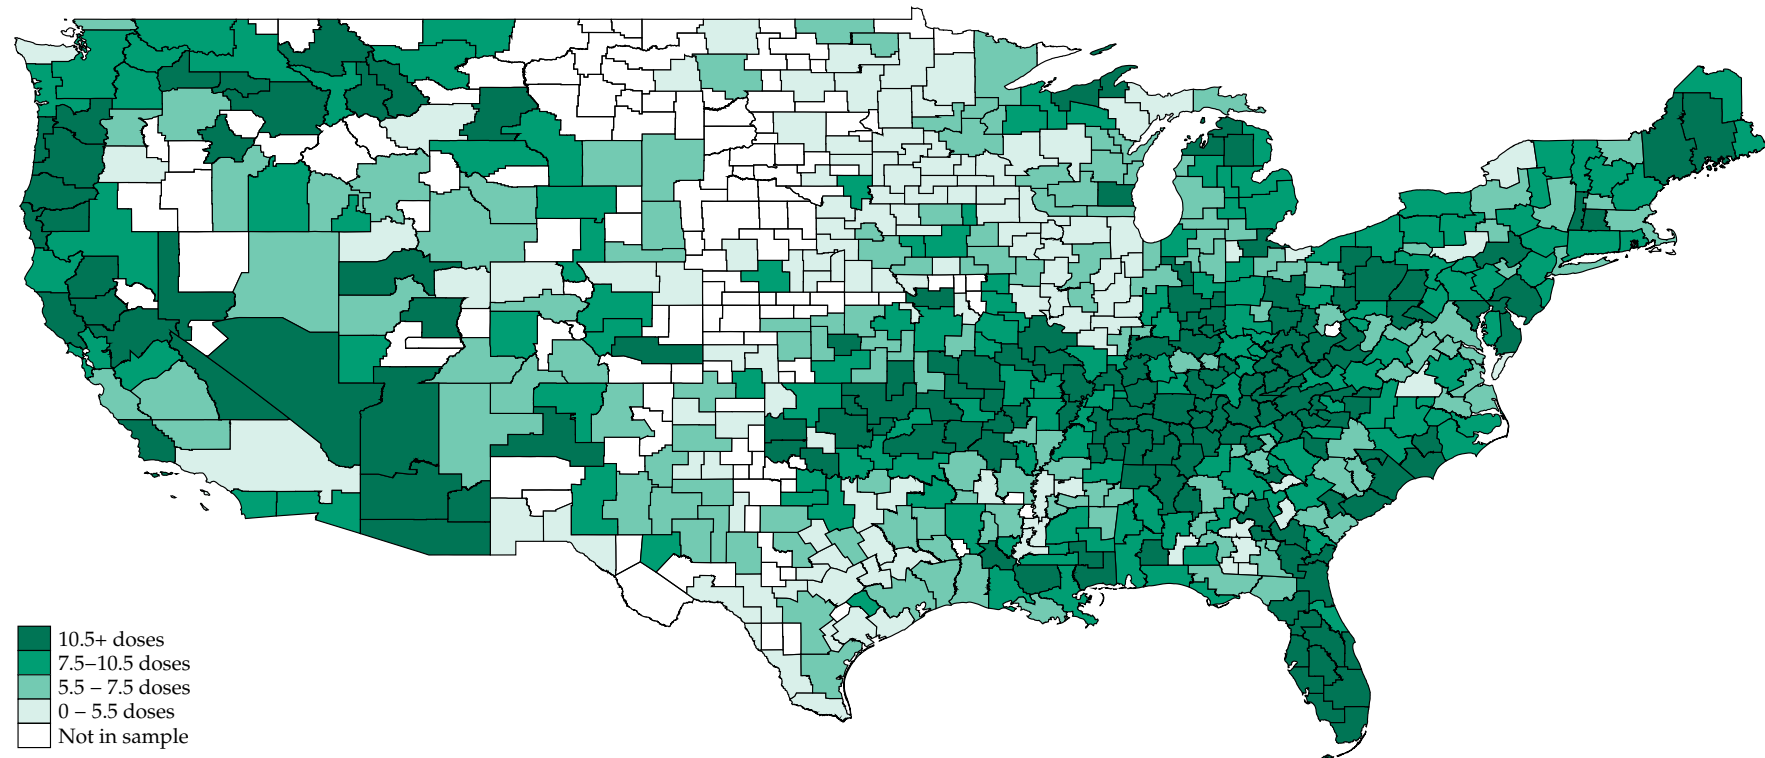 10.5+ doses
7.5–10.5 doses
5.5 – 7.5 doses
0 – 5.5 doses
Not in sample